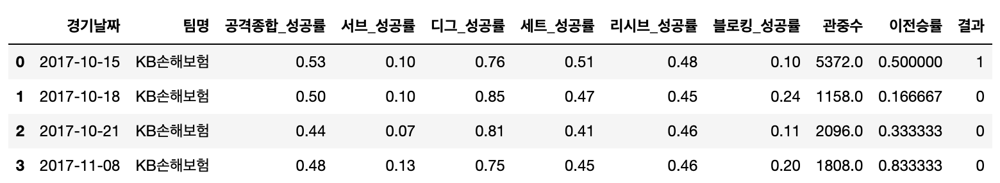 경기날짜 팀명 공격종합_성공률 서브_성공률 디그_성공률 세트_성공률 리시브_성공률 블로킹_성공률 관중수 이전승률 결과
0 2017-10-15 KB손해보험 0.53 0.10 0.76 0.51 0.48 0.10 5372.0 0.500000 1
1 2017-10-18 KB손해보험 0.50 0.10 0.85 0.47 0.45 0.24 1158.0 0.166667 0
2 2017-10-21 KB손해보험 0.44 0.07 0.81 0.41 0.46 0.11 2096.0 0.333333 0
3 2017-11-08 KB손해보험 0.48 0.13 0.75 0.45 0.46 0.20 1808.0 0.833333 0